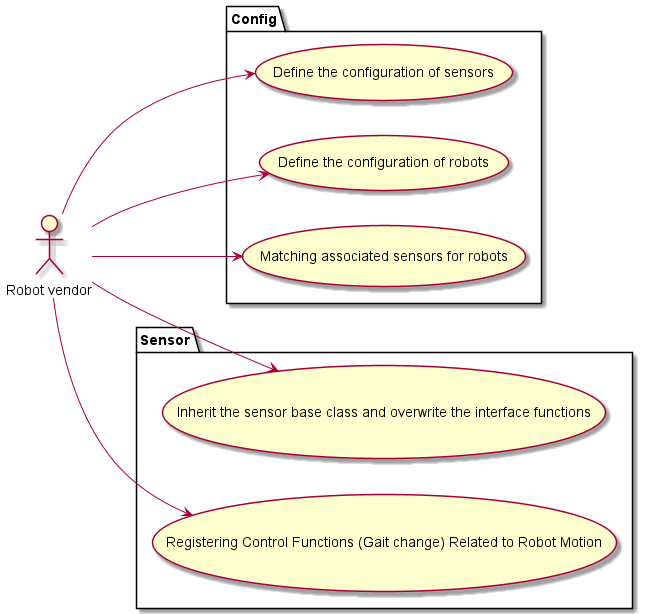 Config
Define the configuration of sensors
Define the configuration of robots
Matching associated sensors for robots
Robot vendor
Sensor
Inherit the sensor base class and overwrite the interface functions
Registering Control Functions (Gait change) Related to Robot Motion